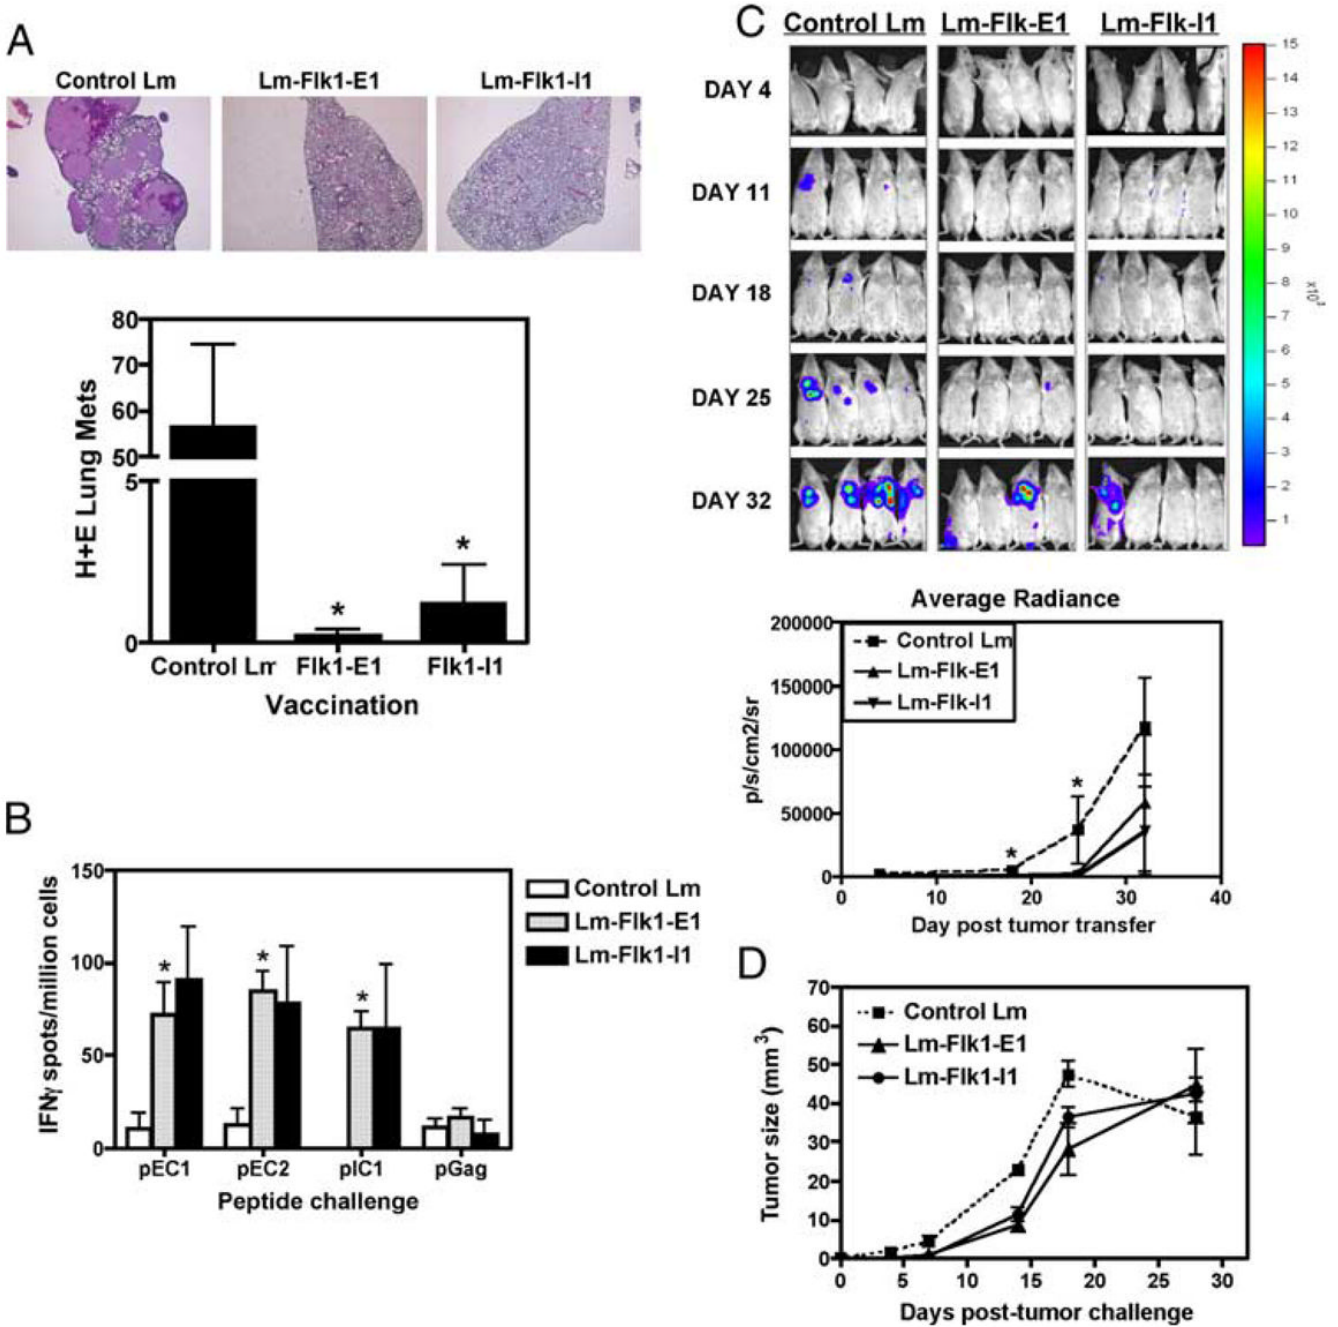 A
Control Lm Lm-Flk1-E1 Lm-Flk1-I1
80
70
60
50
5
0
H+E Lung Mets
*
*
Control Lm Flk1-E1 Flk1-I1
Vaccination
B
150
100
50
0
IFNγ spots/million cells
*
*
*
Control Lm
Lm-Flk1-E1
Lm-Flk1-I1
pEC1 pEC2 pIC1 pGag
Peptide challenge
C
Control Lm Lm-Flk-E1 Lm-Flk-I1
DAY 4
DAY 11
DAY 18
DAY 25
DAY 32
15
14
13
12
11
10
9
8
7
6
5
4
3
2
1
x10³
Average Radiance
200000
150000
100000
50000
0
p/s/cm2/sr
Control Lm
Lm-Flk-E1
Lm-Flk-I1
*
*
0 10 20 30 40
Day post tumor transfer
D
70
60
50
40
30
20
10
0
Tumor size (mm³)
Control Lm
Lm-Flk1-E1
Lm-Flk1-I1
0 5 10 15 20 25 30
Days post-tumor challenge